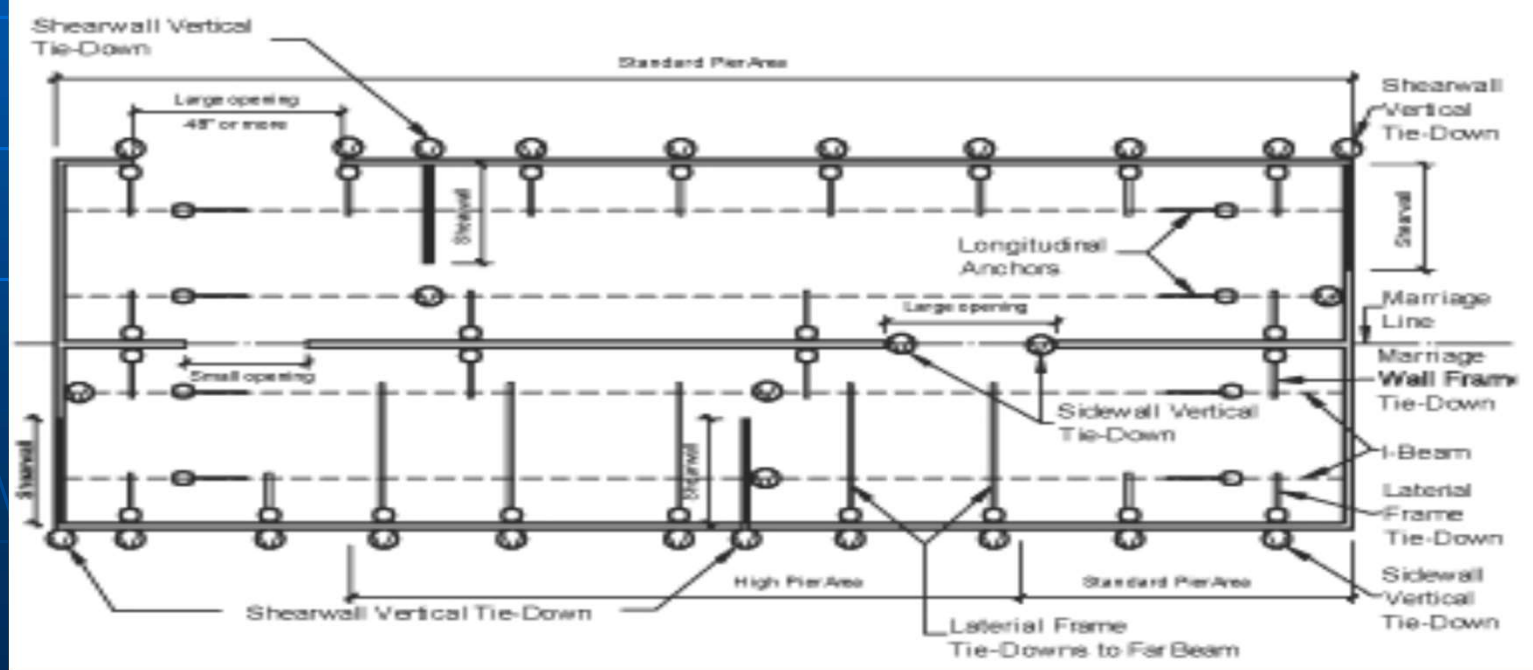 Shearwall Vertical
Tie-Down
Standard Pier Area
Large opening
48" or more
Shearwall
Vertical
Tie-Down
Shearwall
Shearwall
Longitudinal
Anchors
Large opening
Marriage
Line
Small opening
Marriage
Wall Frame
Tie-Down
Sidewall Vertical
Tie-Down
Shearwall
Shearwall
I-Beam
Laterial
Frame
Tie-Down
High Pier Area
Standard Pier Area
Sidewall
Vertical
Tie-Down
Shearwall Vertical Tie-Down
Laterial Frame
Tie-Downs to Far Beam